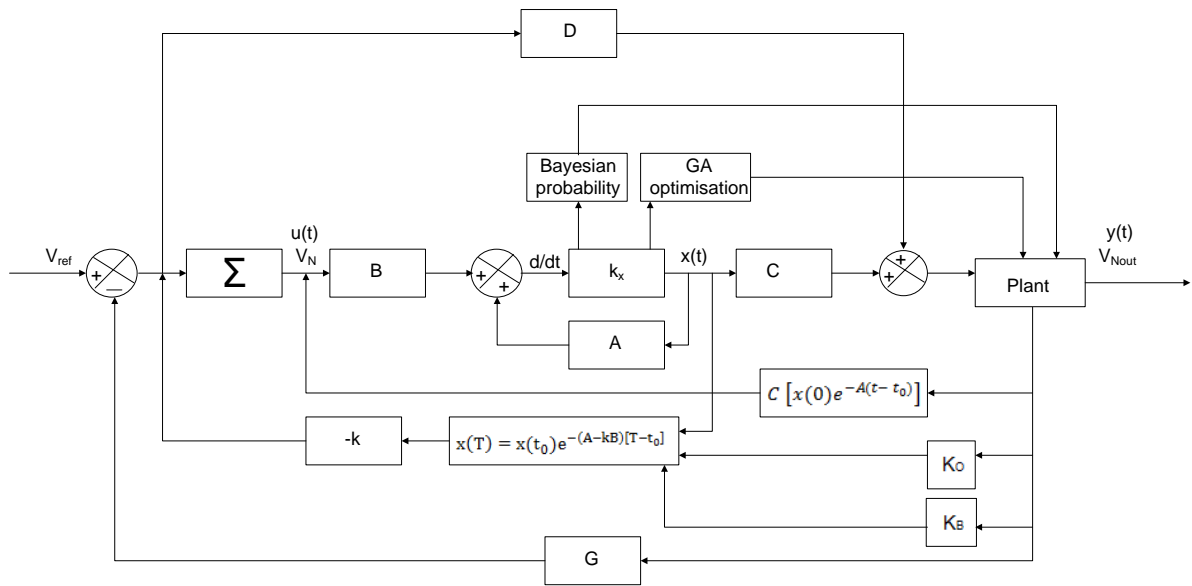 D
Bayesian
probability
GA
optimisation
V_ref
+
_
Σ
u(t)
V_N
B
+
+
d/dt
k_x
x(t)
C
+
+
Plant
y(t)
V_Nout
A
C [x(0)e^{-A(t-t_0)}]
-k
x(T) = x(t_0)e^{-(A-kB)[T-t_0]}
K_O
K_B
G